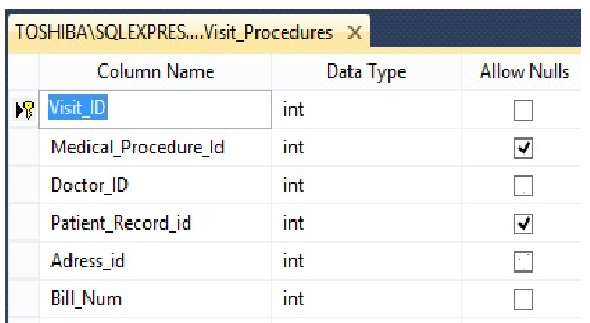 TOSHIBA\SQLEXPRES....Visit_Procedures
Column Name Data Type Allow Nulls
Visit_ID int
Medical_Procedure_Id int
Doctor_ID int
Patient_Record_id int
Adress_id int
Bill_Num int